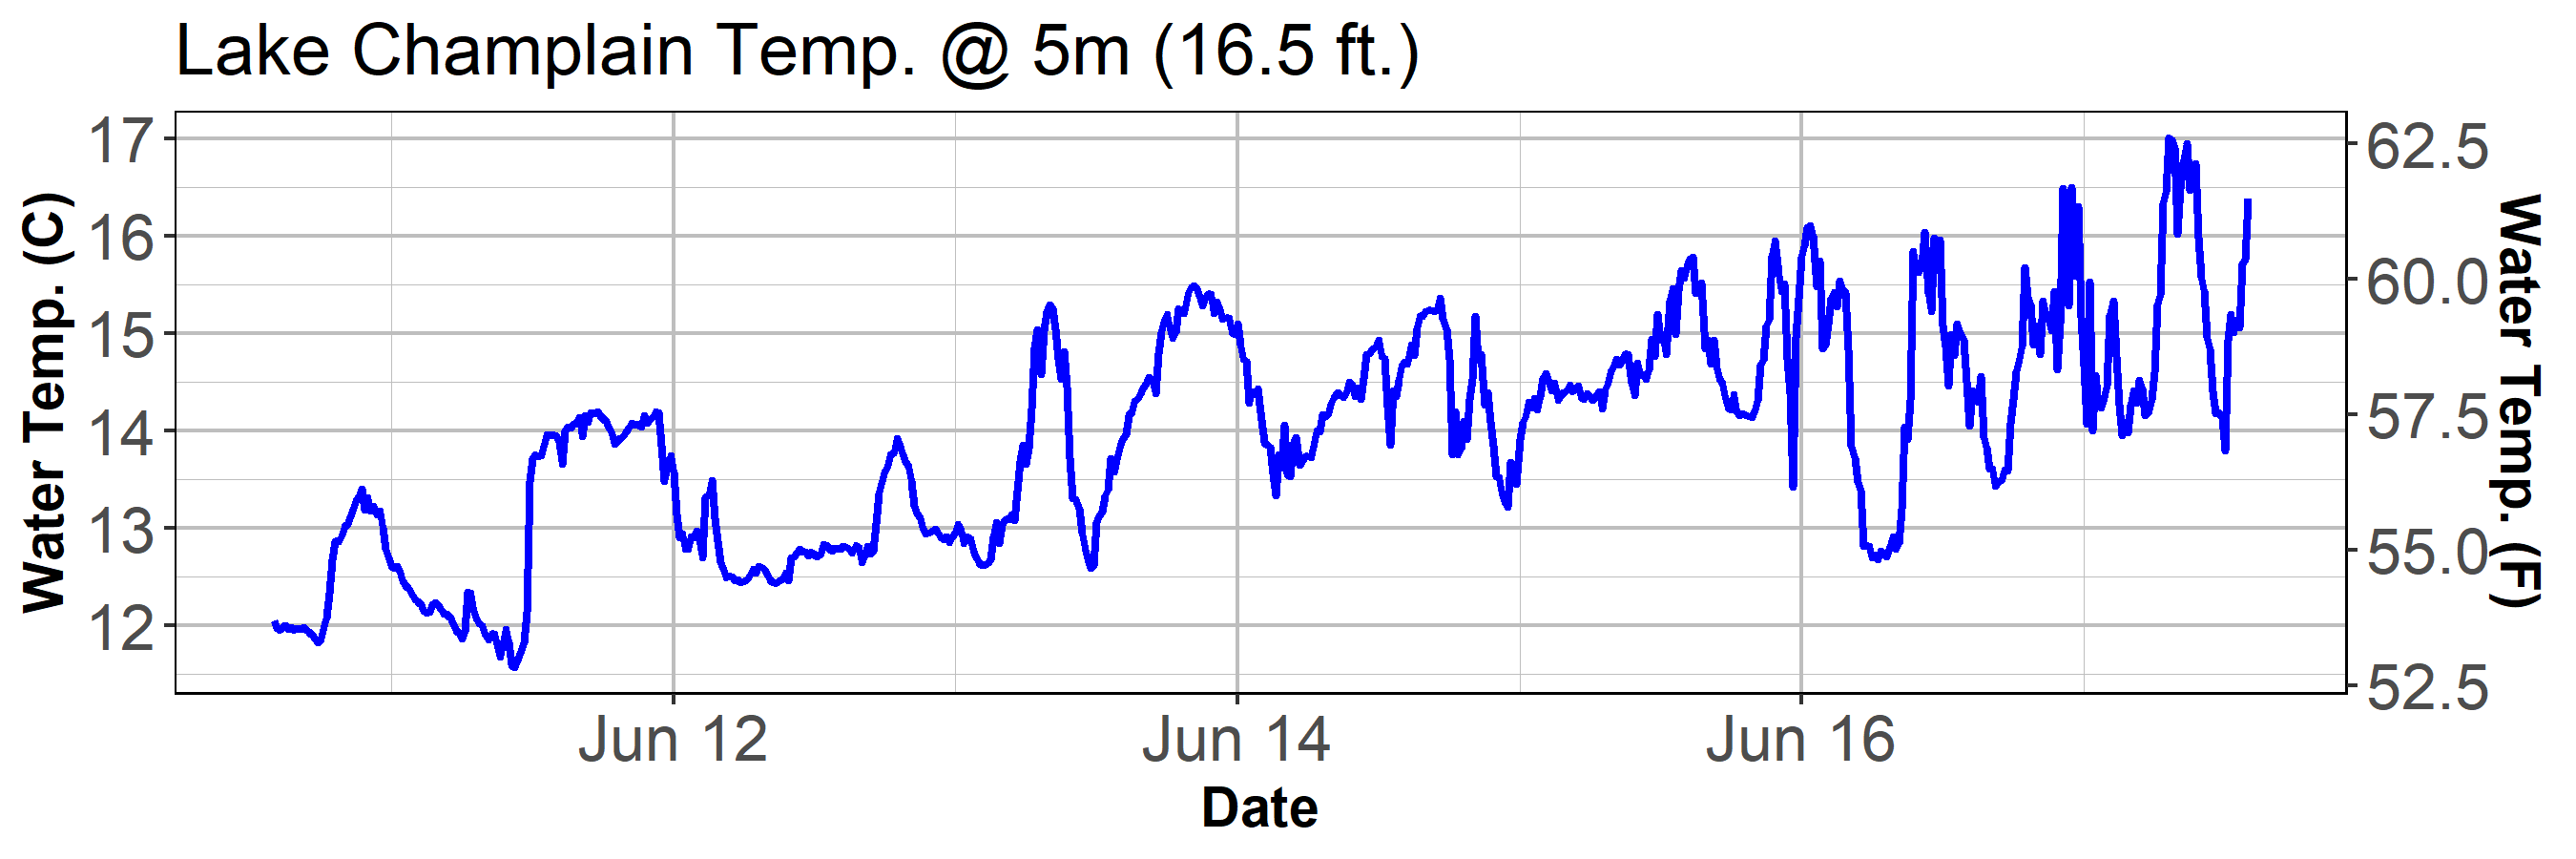 Lake Champlain Temp. @ 5m (16.5 ft.)
Water Temp. (C)
17
16
15
14
13
12
62.5
60.0
57.5
55.0
52.5
Water Temp. (F)
Jun 12
Jun 14
Jun 16
Date